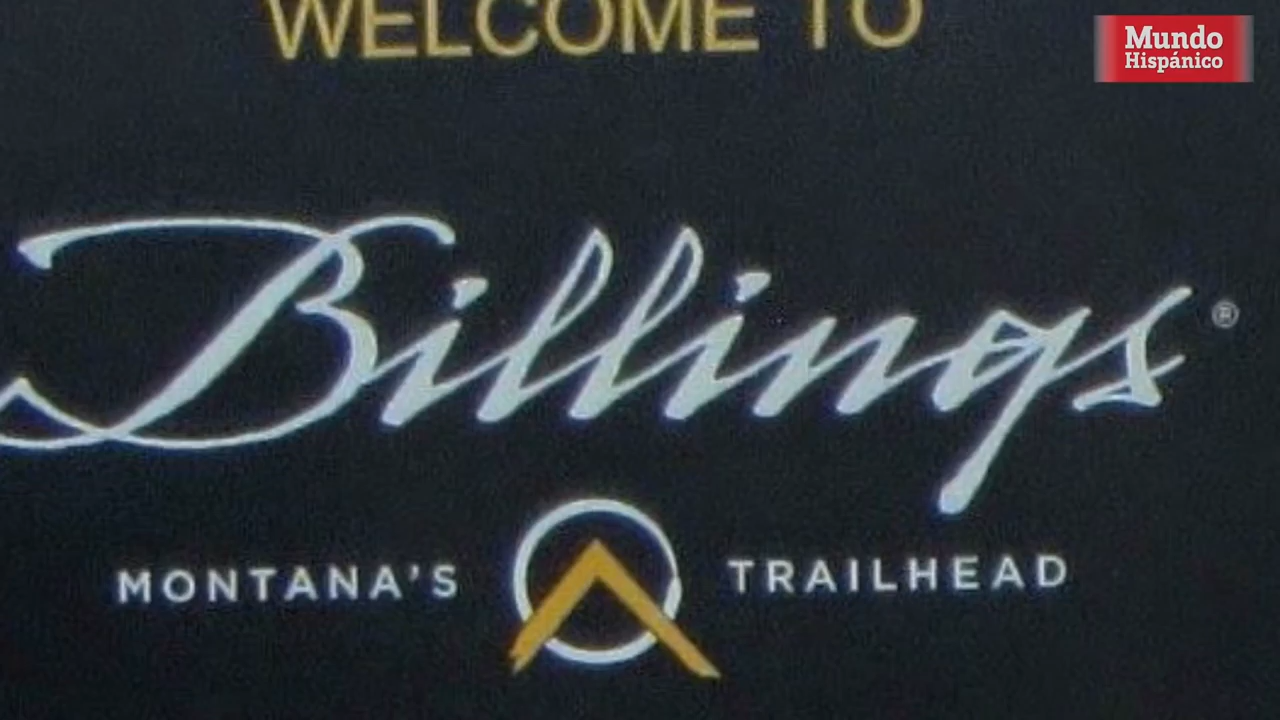 WELCOME TO
Mundo
Hispánico
Billings®
MONTANA'S TRAILHEAD